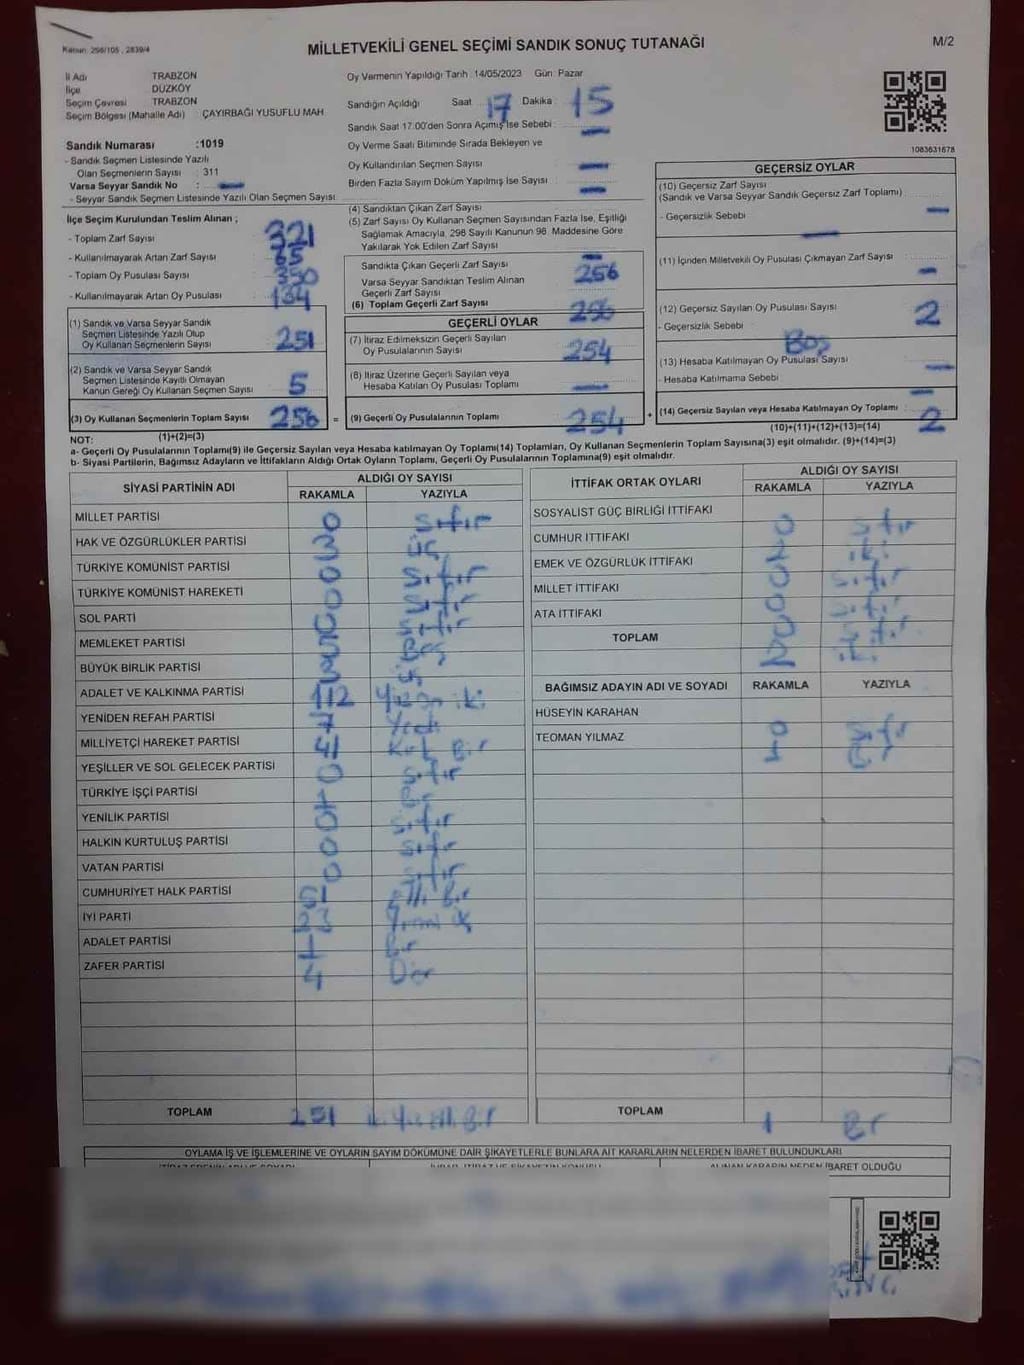 Kanun: 298/105, 2839/4
MİLLETVEKİLİ GENEL SEÇİMİ SANDIK SONUÇ TUTANAĞI
M/2
İl Adı TRABZON
İlçe DÜZKÖY
Seçim Çevresi TRABZON
Seçim Bölgesi (Mahalle Adı) : ÇAYIRBAĞI YUSUFLU MAH
Sandık Numarası :1019
- Sandık Seçmen Listesinde Yazılı
Olan Seçmenlerin Sayısı : 311
Varsa Seyyar Sandık No :
- Seyyar Sandık Seçmen Listesinde Yazılı Olan Seçmen Sayısı
Oy Vermenin Yapıldığı Tarih :14/05/2023 Gün: Pazar
Sandığın Açıldığı Saat 17 Dakika : 15
Sandık Saat 17:00'den Sonra Açmış İse Sebebi :
Oy Verme Saati Bitiminde Sırada Bekleyen ve
Oy Kullandırılan Seçmen Sayısı
Birden Fazla Sayım Döküm Yapılmış İse Sayısı
1083631678
İlçe Seçim Kurulundan Teslim Alınan ;
- Toplam Zarf Sayısı 321
- Kullanılmayarak Artan Zarf Sayısı 65
- Toplam Oy Pusulası Sayısı
- Kullanılmayarak Artan Oy Pusulası 134
(1) Sandık ve Varsa Seyyar Sandık
Seçmen Listesinde Yazılı Olup
Oy Kullanan Seçmenlerin Sayısı 251
(2) Sandık ve Varsa Seyyar Sandık
Seçmen Listesinde Kayıtlı Olmayan
Kanun Gereği Oy Kullanan Seçmen Sayısı 5
(3) Oy Kullanan Seçmenlerin Toplam Sayısı 256 =
(1)+(2)=(3)
(4) Sandıktan Çıkan Zarf Sayısı
(5) Zarf Sayısı Oy Kullanan Seçmen Sayısından Fazla İse, Eşitliği
Sağlamak Amacıyla, 298 Sayılı Kanunun 98. Maddesine Göre
Yakılarak Yok Edilen Zarf Sayısı
Sandıkta Çıkan Geçerli Zarf Sayısı
Varsa Seyyar Sandıktan Teslim Alınan 256
Geçerli Zarf Sayısı
(6) Toplam Geçerli Zarf Sayısı 256
GEÇERLİ OYLAR
(7) İtiraz Edilmeksizin Geçerli Sayılan
Oy Pusulalarının Sayısı 254
(8) İtiraz Üzerine Geçerli Sayılan veya
Hesaba Katılan Oy Pusulası Toplamı
(9) Geçerli Oy Pusulalarının Toplamı 254 +
GEÇERSİZ OYLAR
(10) Geçersiz Zarf Sayısı
(Sandık ve Varsa Seyyar Sandık Geçersiz Zarf Toplamı)
- Geçersizlik Sebebi
(11) İçinden Milletvekili Oy Pusulası Çıkmayan Zarf Sayısı
(12) Geçersiz Sayılan Oy Pusulası Sayısı 2
- Geçersizlik Sebebi Boş
(13) Hesaba Katılmayan Oy Pusulası Sayısı
- Hesaba Katılmama Sebebi
(14) Geçersiz Sayılan veya Hesaba Katılmayan Oy Toplamı 2
(10)+(11)+(12)+(13)=(14)
NOT:
a- Geçerli Oy Pusulalarının Toplamı(9) ile Geçersiz Sayılan veya Hesaba katılmayan Oy Toplamı(14) Toplamları, Oy Kullanan Seçmenlerin Toplam Sayısına(3) eşit olmalıdır. (9)+(14)=(3)
b- Siyasi Partilerin, Bağımsız Adayların ve İttifakların Aldığı Ortak Oyların Toplamı, Geçerli Oy Pusulalarının Toplamına(9) eşit olmalıdır.
SİYASİ PARTİNİN ADI ALDIĞI OY SAYISI
RAKAMLA YAZIYLA
MİLLET PARTİSİ 0 Sıfır
HAK VE ÖZGÜRLÜKLER PARTİSİ 3 üç
TÜRKİYE KOMÜNİST PARTİSİ 0 Sıfır
TÜRKİYE KOMÜNİST HAREKETİ 0 Sıfır
SOL PARTİ 0 Sıfır
MEMLEKET PARTİSİ 5 Beş
BÜYÜK BİRLİK PARTİSİ 3 üç
ADALET VE KALKINMA PARTİSİ 112 Yüz on iki
YENİDEN REFAH PARTİSİ 7 Yedi
MİLLİYETÇİ HAREKET PARTİSİ 41 Kırk Bir
YEŞİLLER VE SOL GELECEK PARTİSİ 0 Sıfır
TÜRKİYE İŞÇİ PARTİSİ 1 Bir
YENİLİK PARTİSİ 0 Sıfır
HALKIN KURTULUŞ PARTİSİ 0 Sıfır
VATAN PARTİSİ 0 Sıfır
CUMHURİYET HALK PARTİSİ 51 Elli Bir
İYİ PARTİ 23 Yirmi üç
ADALET PARTİSİ 1 Bir
ZAFER PARTİSİ 4 Dört
TOPLAM 251 iki Yüz Elli Bir
İTTİFAK ORTAK OYLARI ALDIĞI OY SAYISI
RAKAMLA YAZIYLA
SOSYALİST GÜÇ BİRLİĞİ İTTİFAKI 0 Sıfır
CUMHUR İTTİFAKI 2 iki
EMEK VE ÖZGÜRLÜK İTTİFAKI 0 Sıfır
MİLLET İTTİFAKI 0 Sıfır
ATA İTTİFAKI 0 Sıfır
TOPLAM 2 iki
BAĞIMSIZ ADAYIN ADI VE SOYADI RAKAMLA YAZIYLA
HÜSEYİN KARAHAN 0 Sıfır
TEOMAN YILMAZ 1 Bir
TOPLAM 1 Bir
OYLAMA İŞ VE İŞLEMLERİNE VE OYLARIN SAYIM DÖKÜMÜNE DAİR ŞİKAYETLERLE BUNLARA AİT KARARLARIN NELERDEN İBARET BULUNDUKLARI
ALINAN KARARIN NEDEN İBARET OLDUĞU